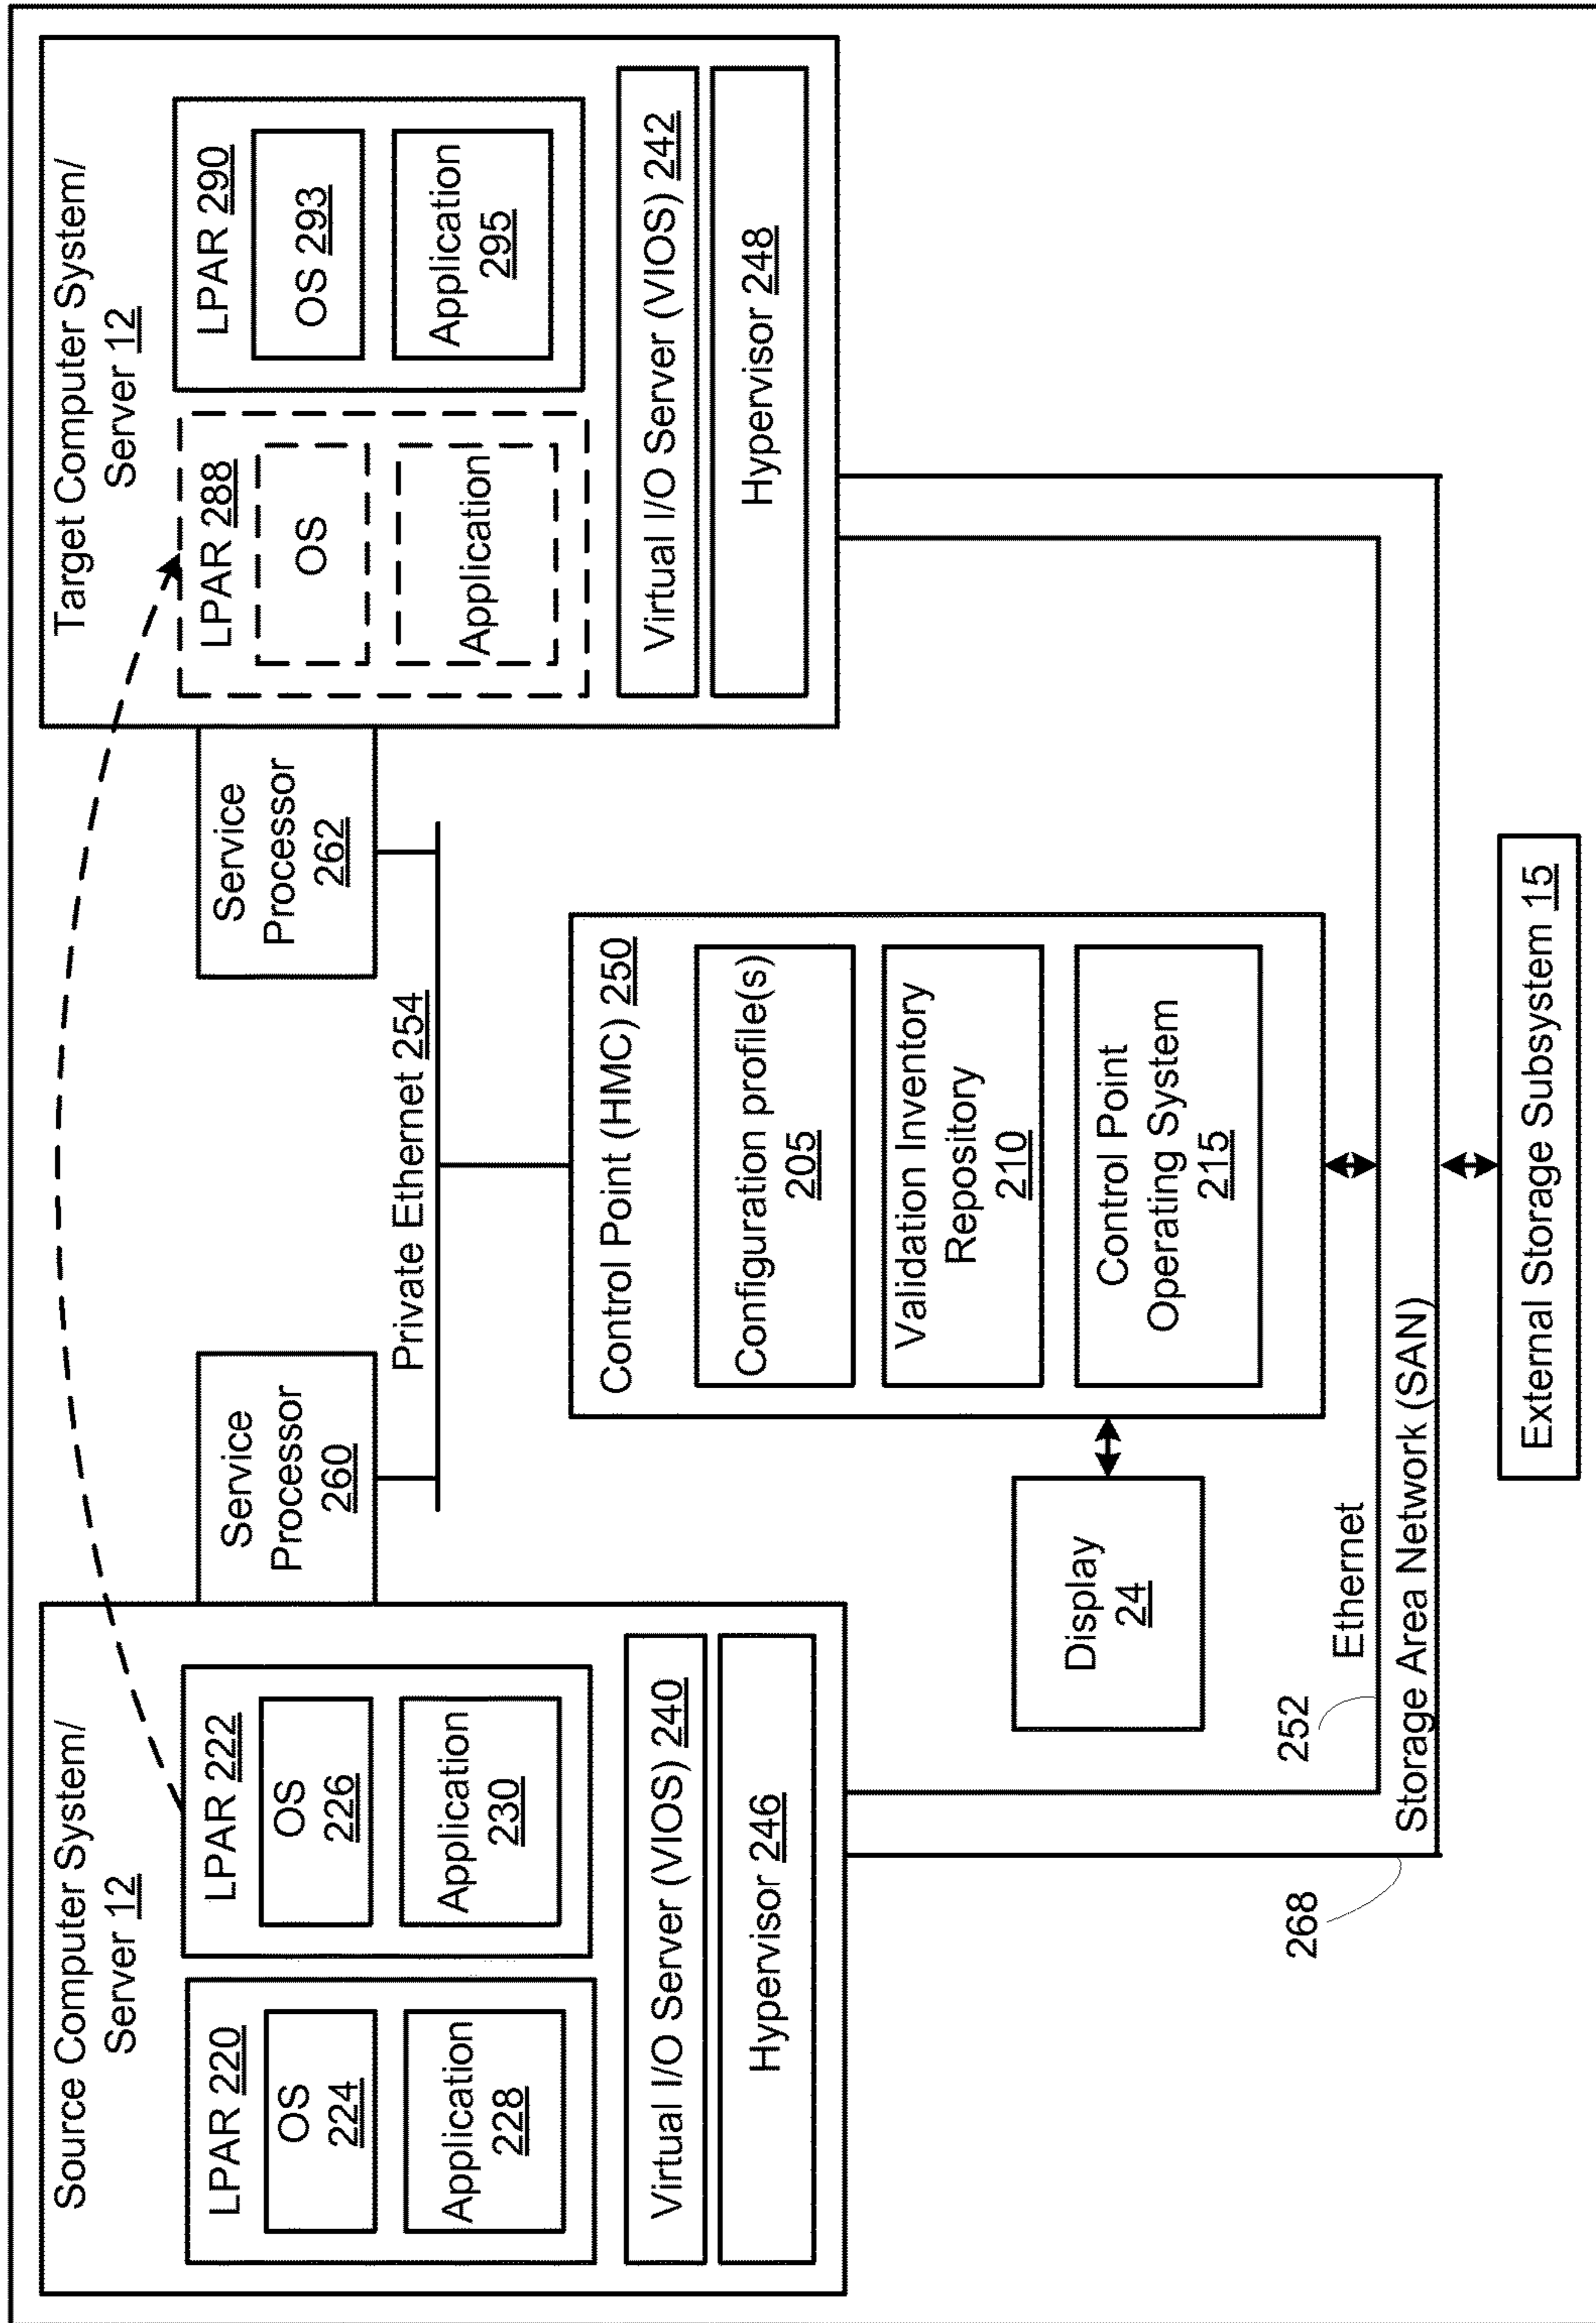 Source Computer System/
Server 12
LPAR 220
OS
224
Application
228
LPAR 222
OS
226
Application
230
Virtual I/O Server (VIOS) 240
Hypervisor 246
Service
Processor
260
Service
Processor
262
Private Ethernet 254
Target Computer System/
Server 12
LPAR 288
OS
Application
LPAR 290
OS 293
Application
295
Virtual I/O Server (VIOS) 242
Hypervisor 248
Control Point (HMC) 250
Configuration profile(s)
205
Validation Inventory
Repository
210
Control Point
Operating System
215
Display
24
252
Ethernet
268
Storage Area Network (SAN)
External Storage Subsystem 15